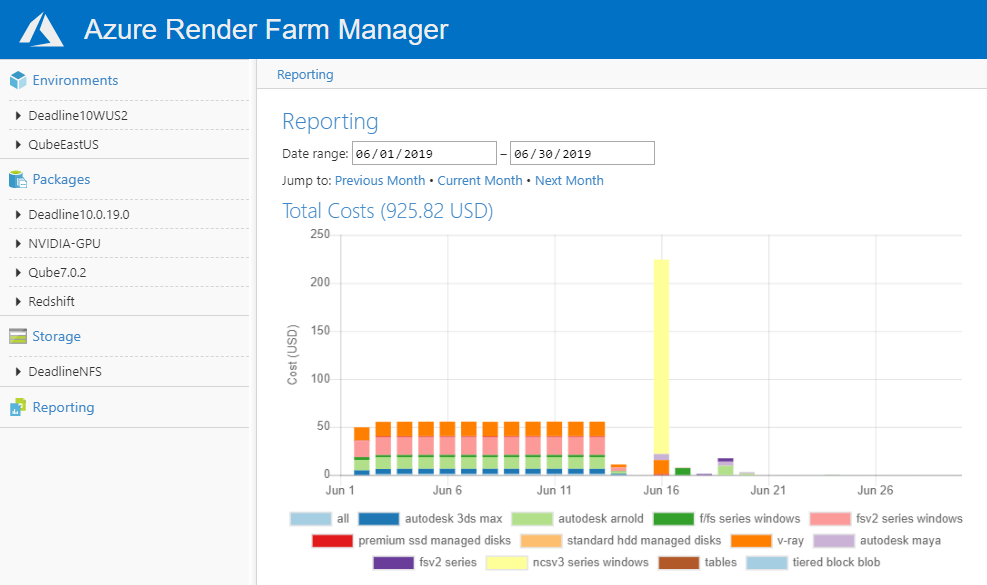 Azure Render Farm Manager
Environments
Deadline10WUS2
QubeEastUS
Packages
Deadline10.0.19.0
NVIDIA-GPU
Qube7.0.2
Redshift
Storage
DeadlineNFS
Reporting
Reporting
Reporting
Date range: 06/01/2019 – 06/30/2019
Jump to: Previous Month • Current Month • Next Month
Total Costs (925.82 USD)
Cost (USD)
250
200
150
100
50
0
Jun 1 Jun 6 Jun 11 Jun 16 Jun 21 Jun 26
all autodesk 3ds max autodesk arnold f/fs series windows fsv2 series windows
premium ssd managed disks standard hdd managed disks v-ray autodesk maya
fsv2 series ncsv3 series windows tables tiered block blob